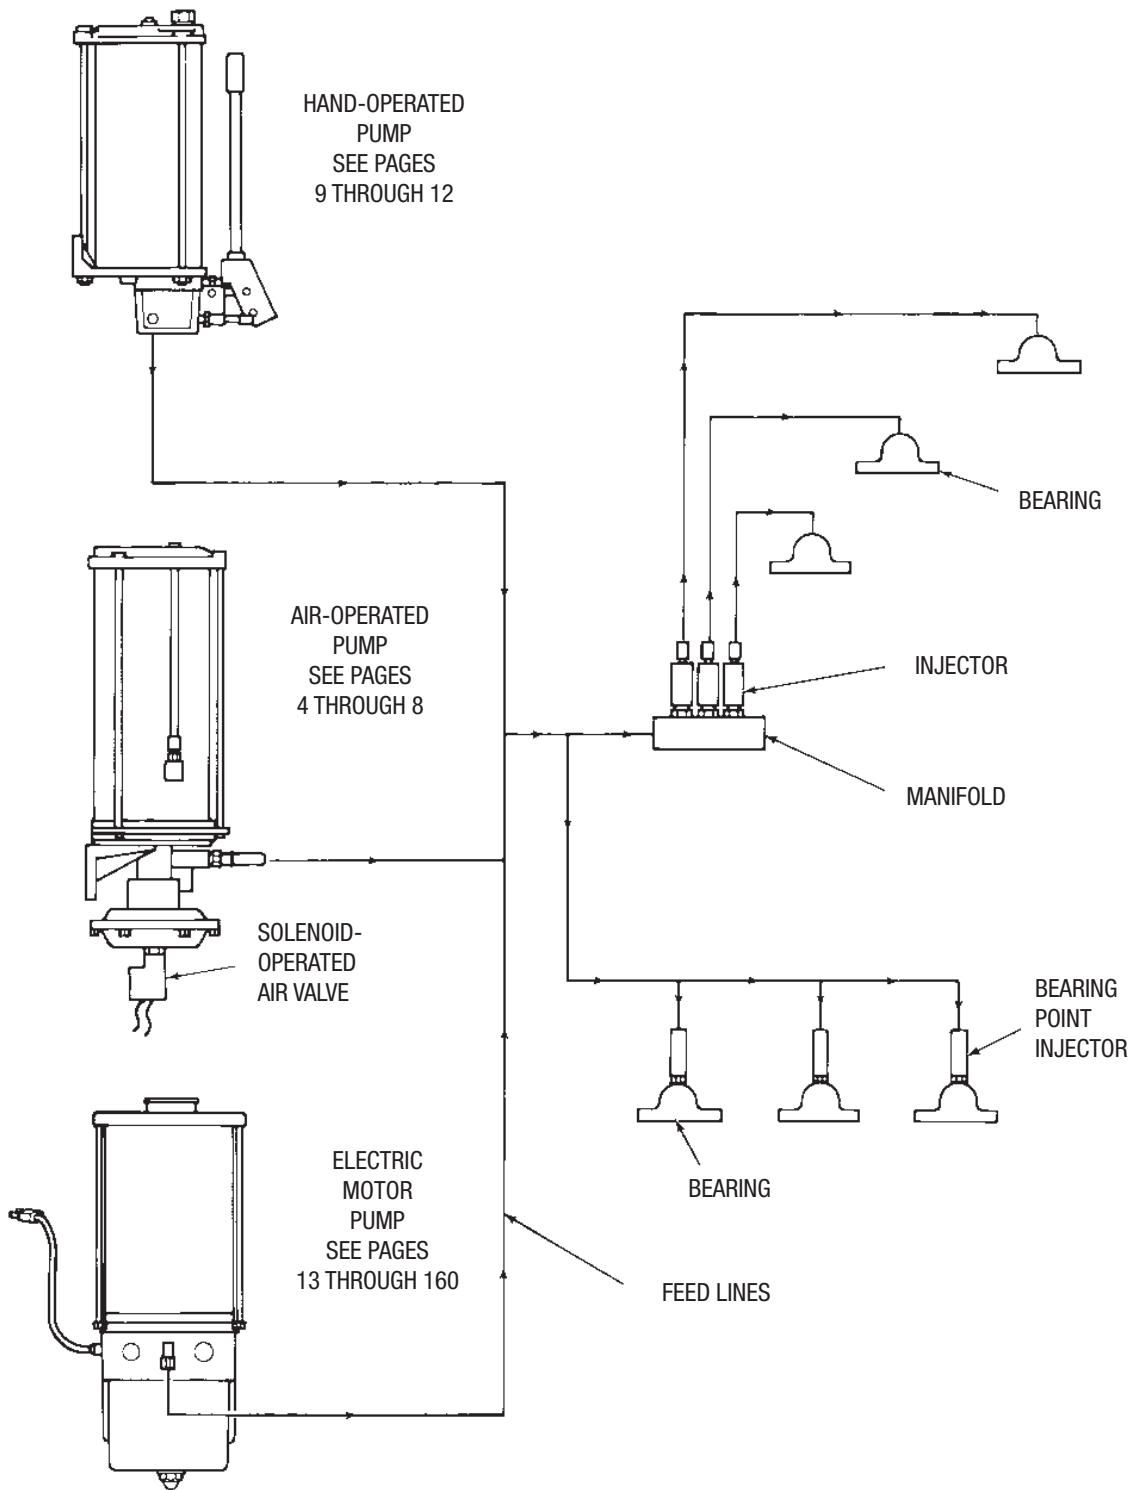 HAND-OPERATED
PUMP
SEE PAGES
9 THROUGH 12
BEARING
AIR-OPERATED
PUMP
SEE PAGES
4 THROUGH 8
INJECTOR
MANIFOLD
SOLENOID-
OPERATED
AIR VALVE
BEARING
POINT
INJECTOR
ELECTRIC
MOTOR
PUMP
SEE PAGES
13 THROUGH 160
BEARING
FEED LINES